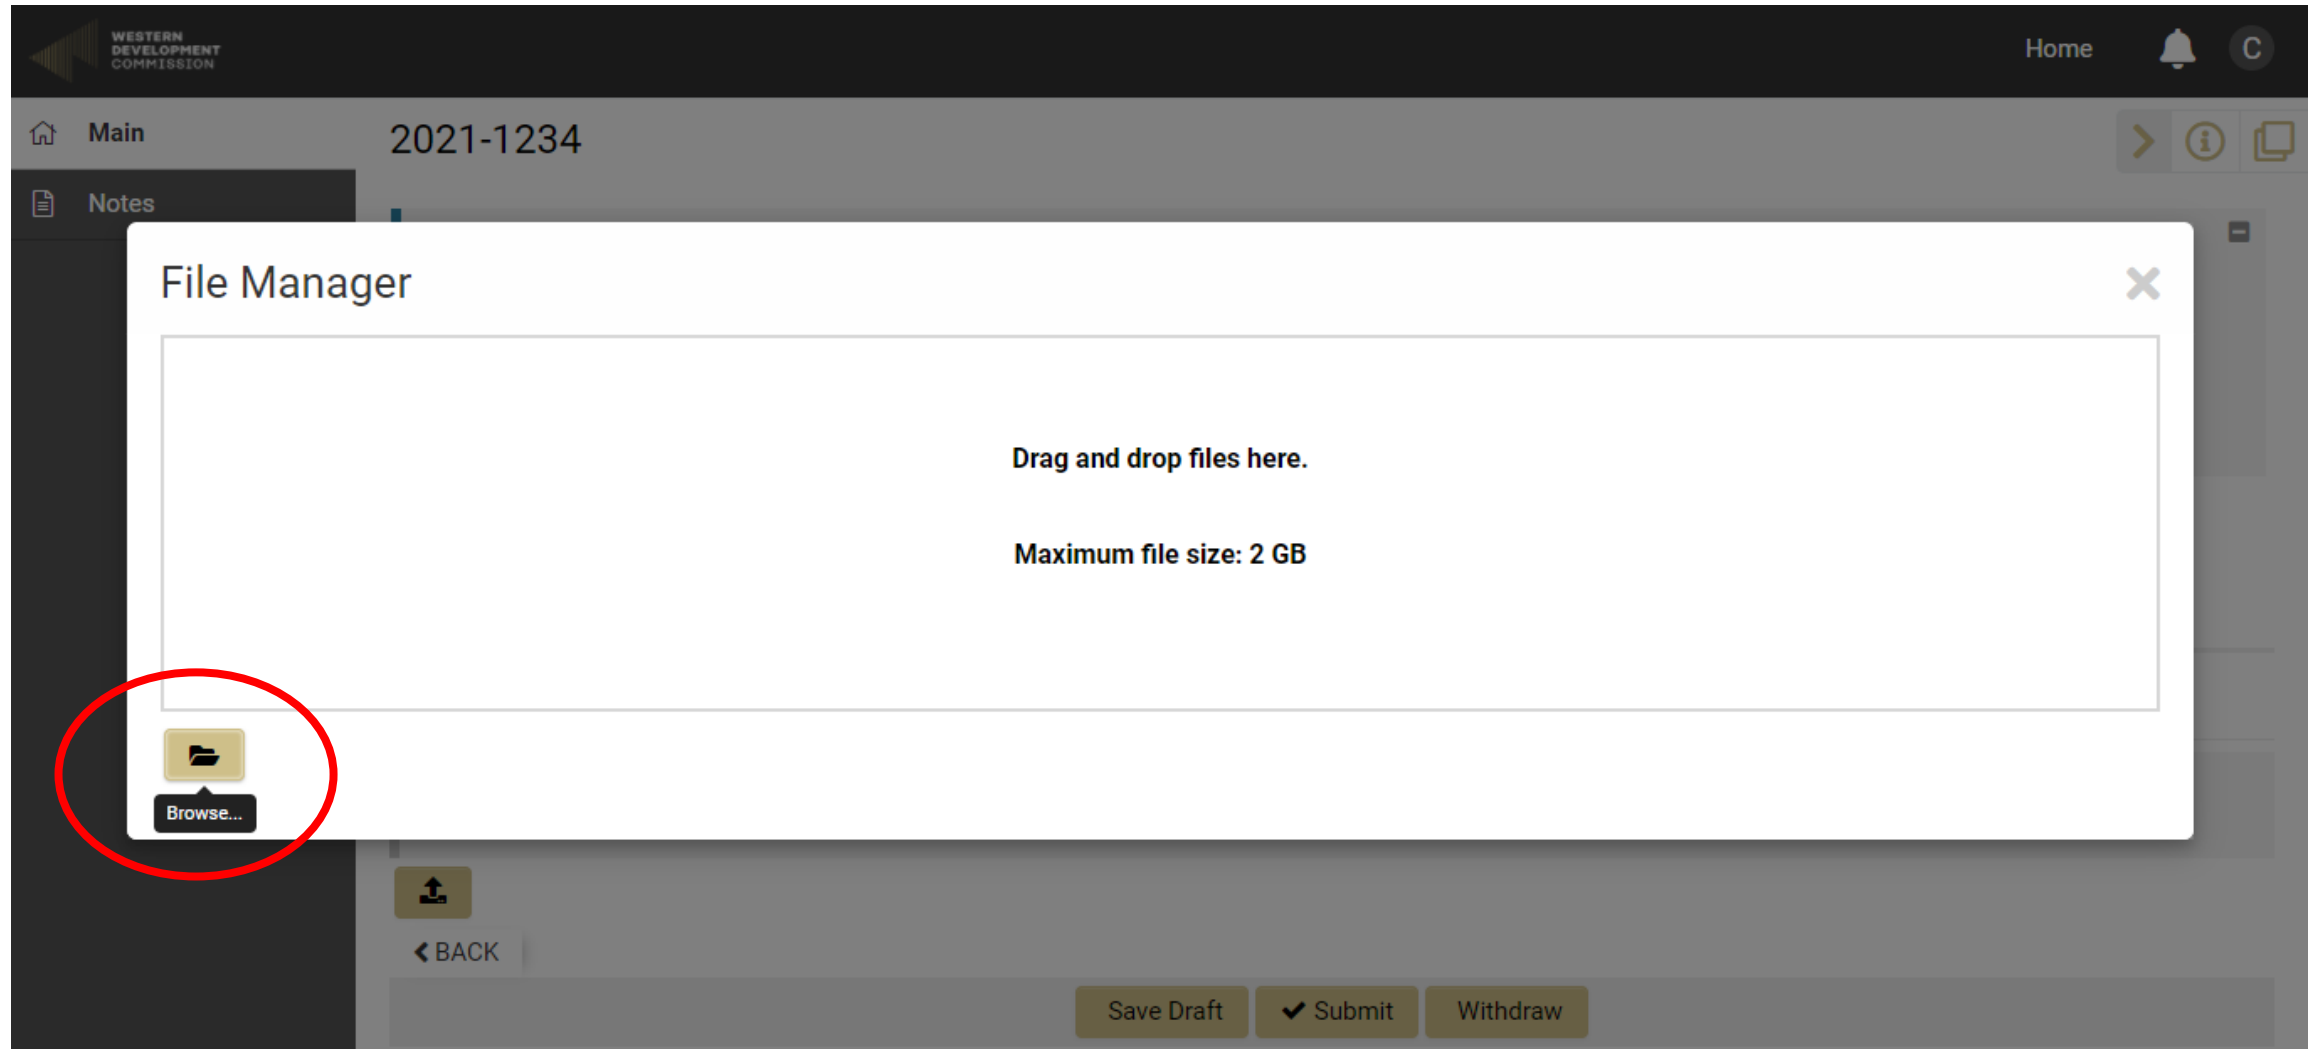 WESTERN
DEVELOPMENT
COMMISSION
Home
C
Main
2021-1234
Notes
File Manager
Drag and drop files here.
Maximum file size: 2 GB
Browse...
BACK
Save Draft
Submit
Withdraw